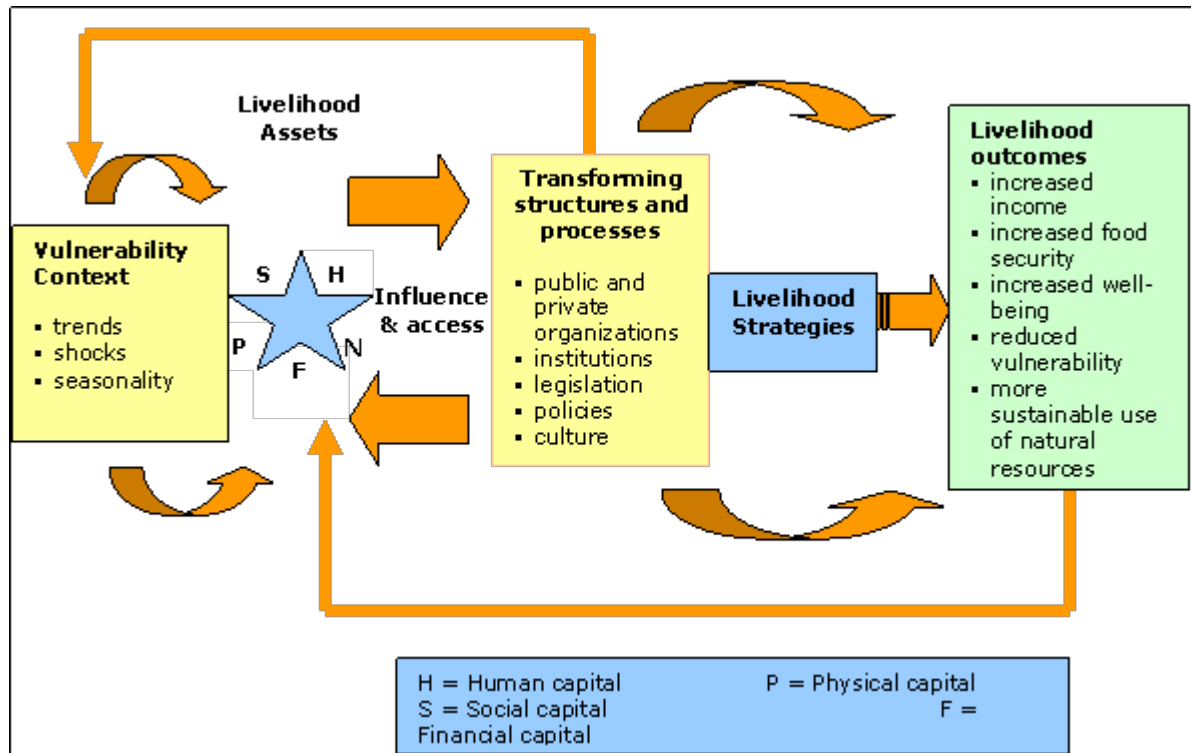 Livelihood
Assets
Vulnerability
Context
▪ trends
▪ shocks
▪ seasonality
S
H
P
F
N
Influence
& access
Transforming
structures and
processes
▪ public and
private
organizations
▪ institutions
▪ legislation
▪ policies
▪ culture
Livelihood
Strategies
Livelihood
outcomes
▪ increased
income
▪ increased food
security
▪ increased well-
being
▪ reduced
vulnerability
▪ more
sustainable use
of natural
resources
H = Human capital P = Physical capital
S = Social capital F =
Financial capital